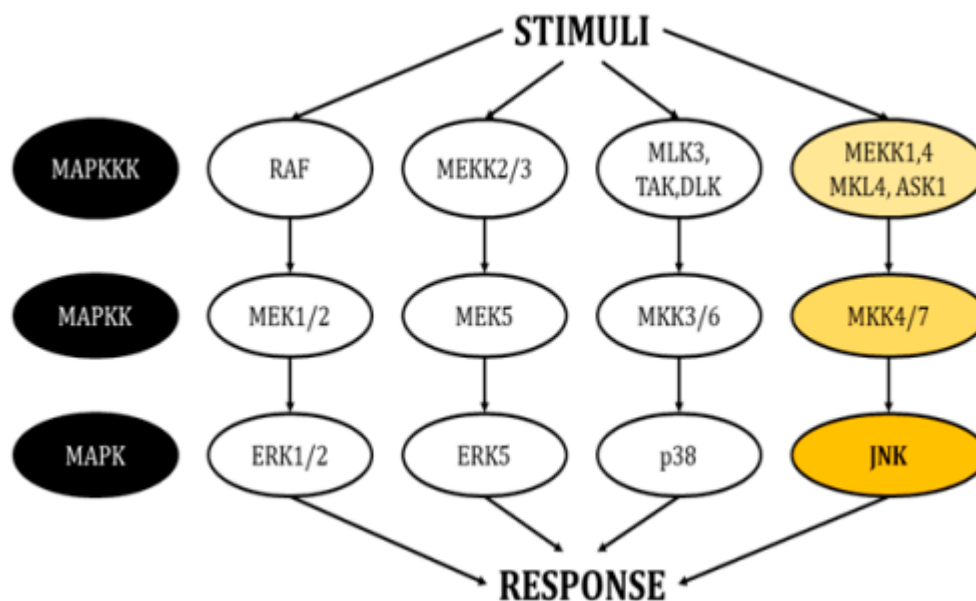 STIMULI
MAPKKK
RAF
MEKK2/3
MLK3,
TAK,DLK
MEKK1,4
MKL4, ASK1
MAPKK
MEK1/2
MEK5
MKK3/6
MKK4/7
MAPK
ERK1/2
ERK5
p38
JNK
RESPONSE